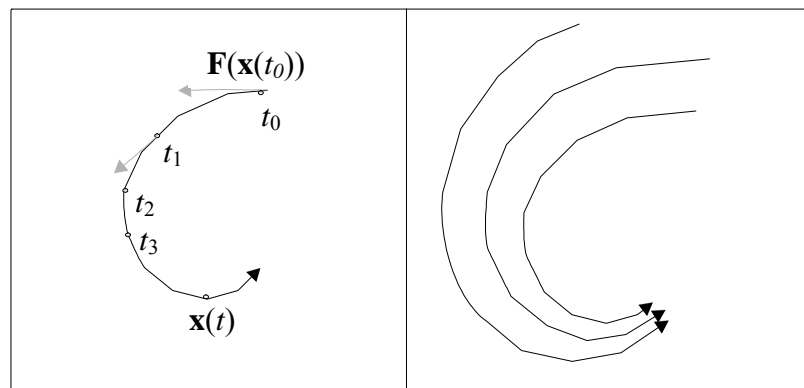 F(x(t₀))
t₀
t₁
t₂
t₃
x(t)